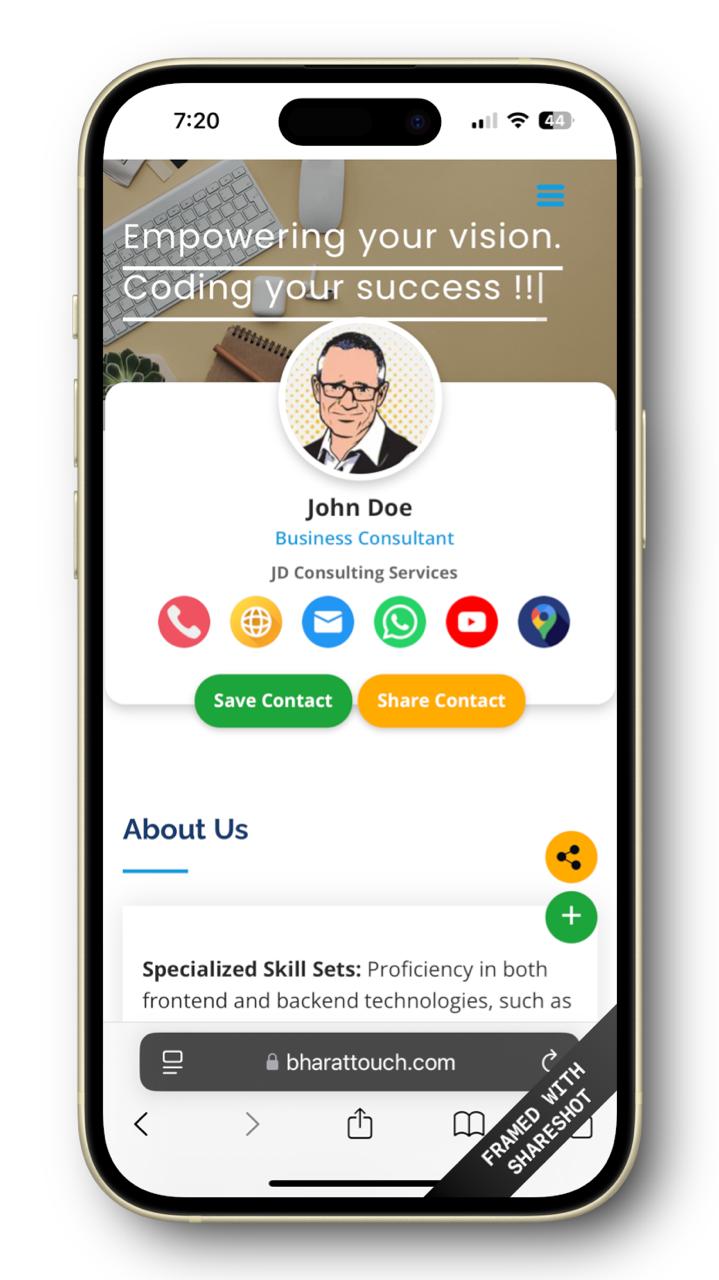 7:20
44
Empowering your vision.
Coding your success !!|
John Doe
Business Consultant
JD Consulting Services
Save Contact
Share Contact
About Us
Specialized Skill Sets: Proficiency in both
frontend and backend technologies, such as
bharattouch.com
FRAMED WITH
SHARESHOT